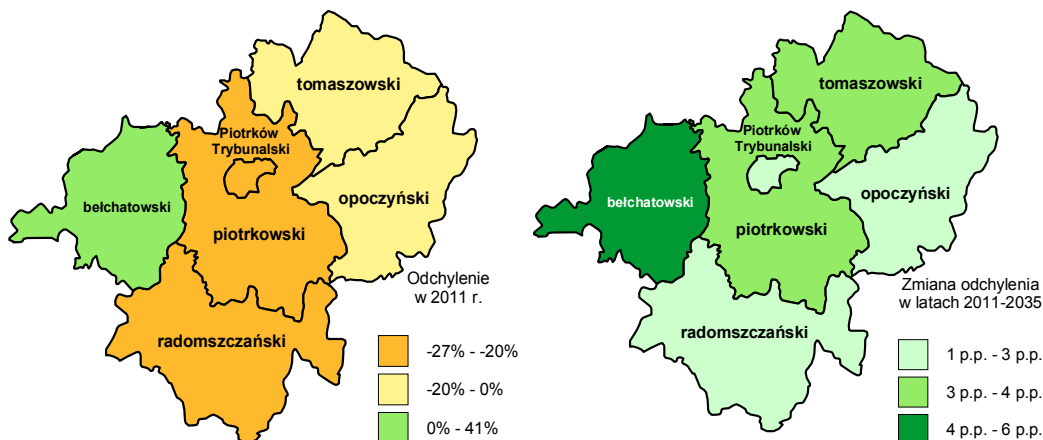 tomaszowski
Piotrków
Trybunalski
opoczyński
bełchatowski
piotrkowski
radomszczański
Odchylenie
w 2011 r.
-27% - -20%
-20% - 0%
0% - 41%
tomaszowski
Piotrków
Trybunalski
opoczyński
bełchatowski
piotrkowski
radomszczański
Zmiana odchylenia
w latach 2011-2035
1 p.p. - 3 p.p.
3 p.p. - 4 p.p.
4 p.p. - 6 p.p.